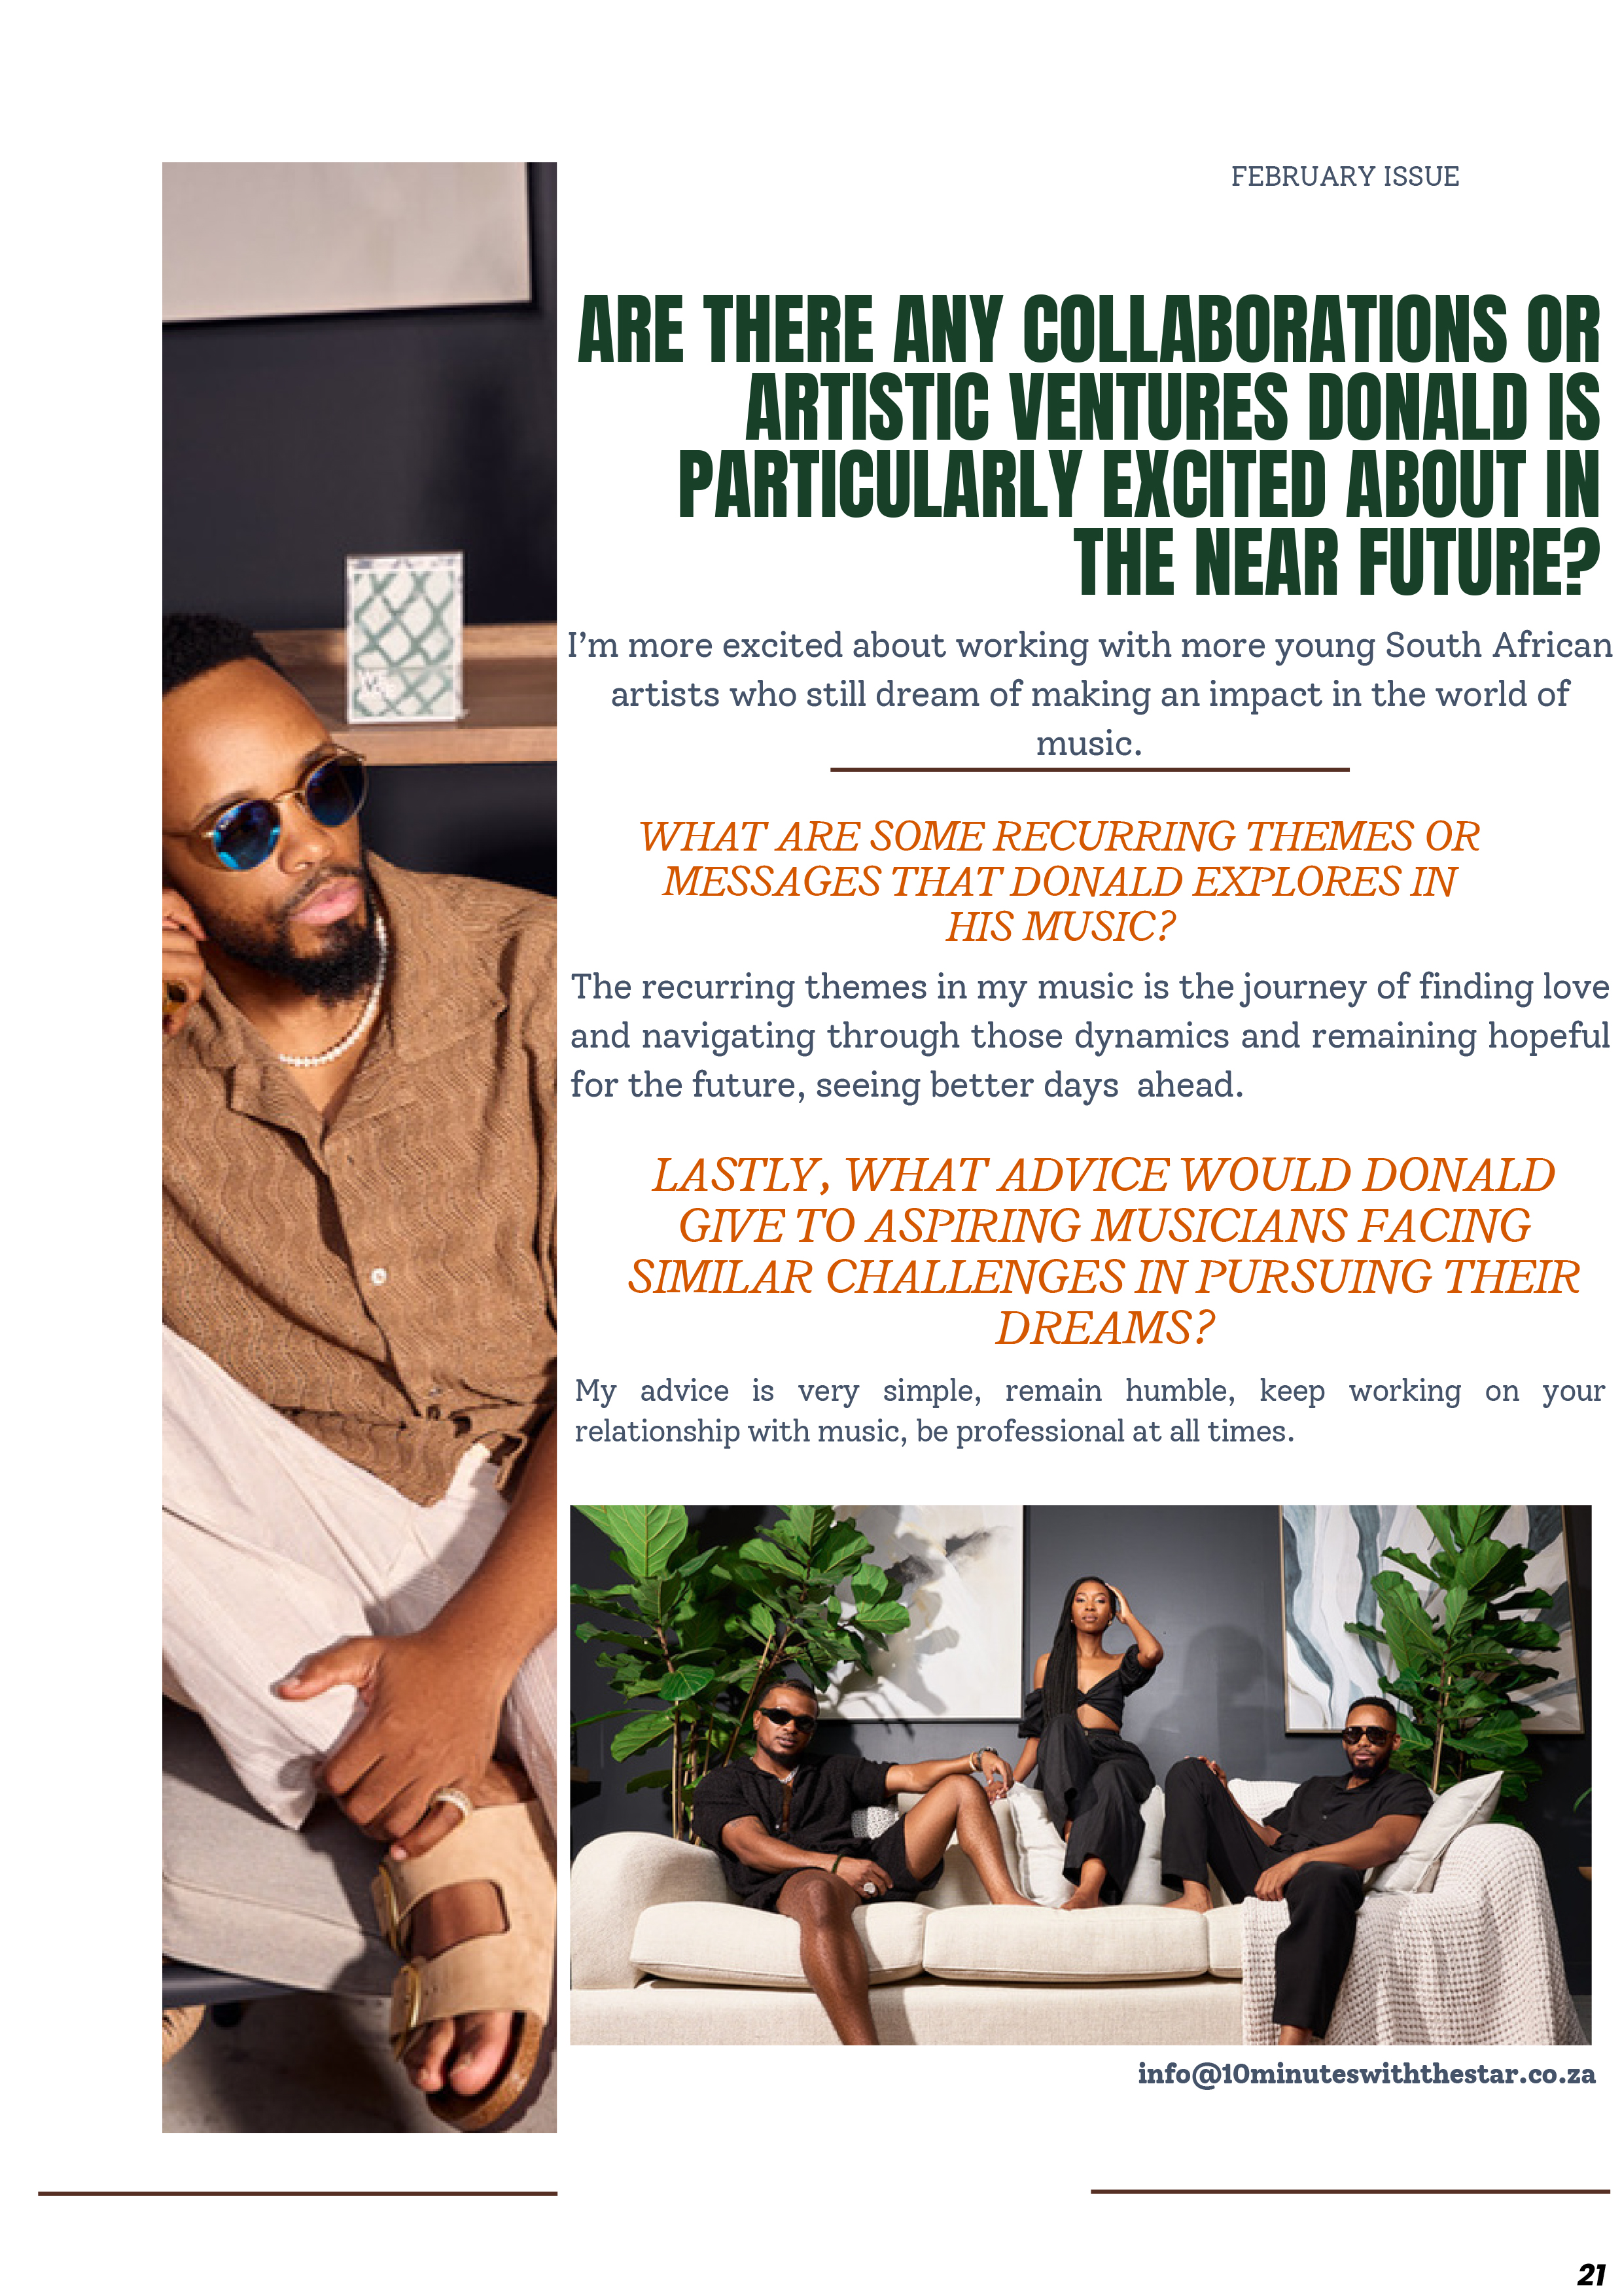 FEBRUARY ISSUE
ARE THERE ANY COLLABORATIONS OR
ARTISTIC VENTURES DONALD IS
PARTICULARLY EXCITED ABOUT IN
THE NEAR FUTURE?
I’m more excited about working with more young South African
artists who still dream of making an impact in the world of
music.
WHAT ARE SOME RECURRING THEMES OR
MESSAGES THAT DONALD EXPLORES IN
HIS MUSIC?
The recurring themes in my music is the journey of finding love
and navigating through those dynamics and remaining hopeful
for the future, seeing better days  ahead.
LASTLY, WHAT ADVICE WOULD DONALD
GIVE TO ASPIRING MUSICIANS FACING
SIMILAR CHALLENGES IN PURSUING THEIR
DREAMS?
My advice is very simple, remain humble, keep working on your
relationship with music, be professional at all times.
info@10minuteswiththestar.co.za
21